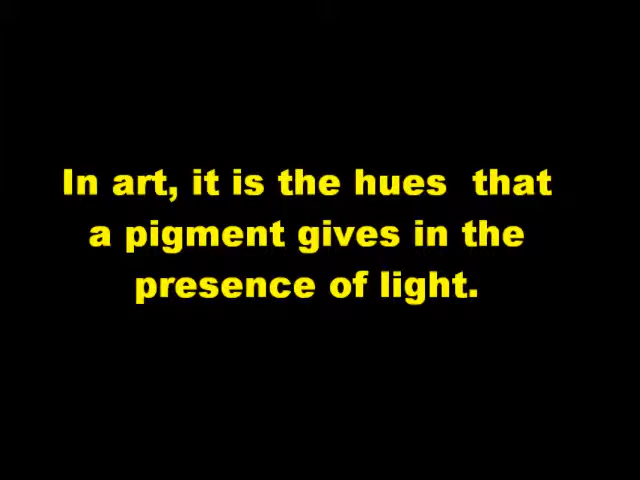 In art, it is the hues  that
a pigment gives in the
presence of light.